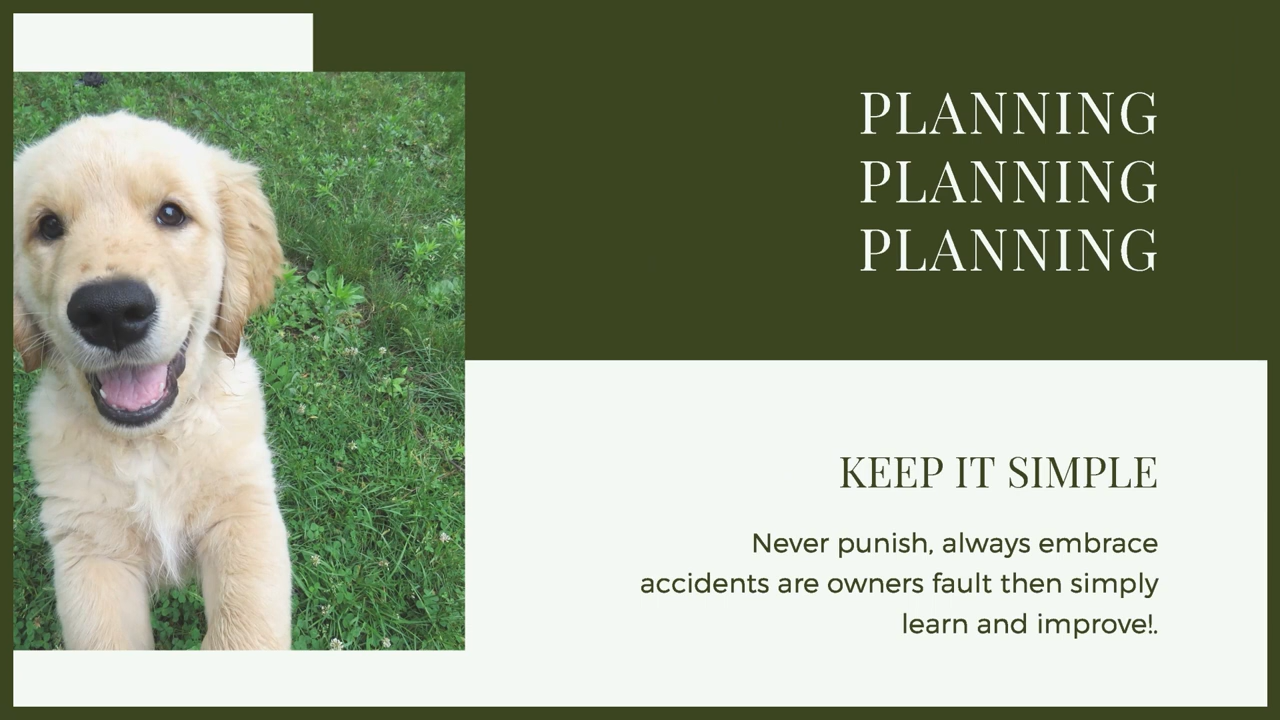 PLANNING
PLANNING
PLANNING
KEEP IT SIMPLE
Never punish, always embrace
accidents are owners fault then simply
learn and improve!.